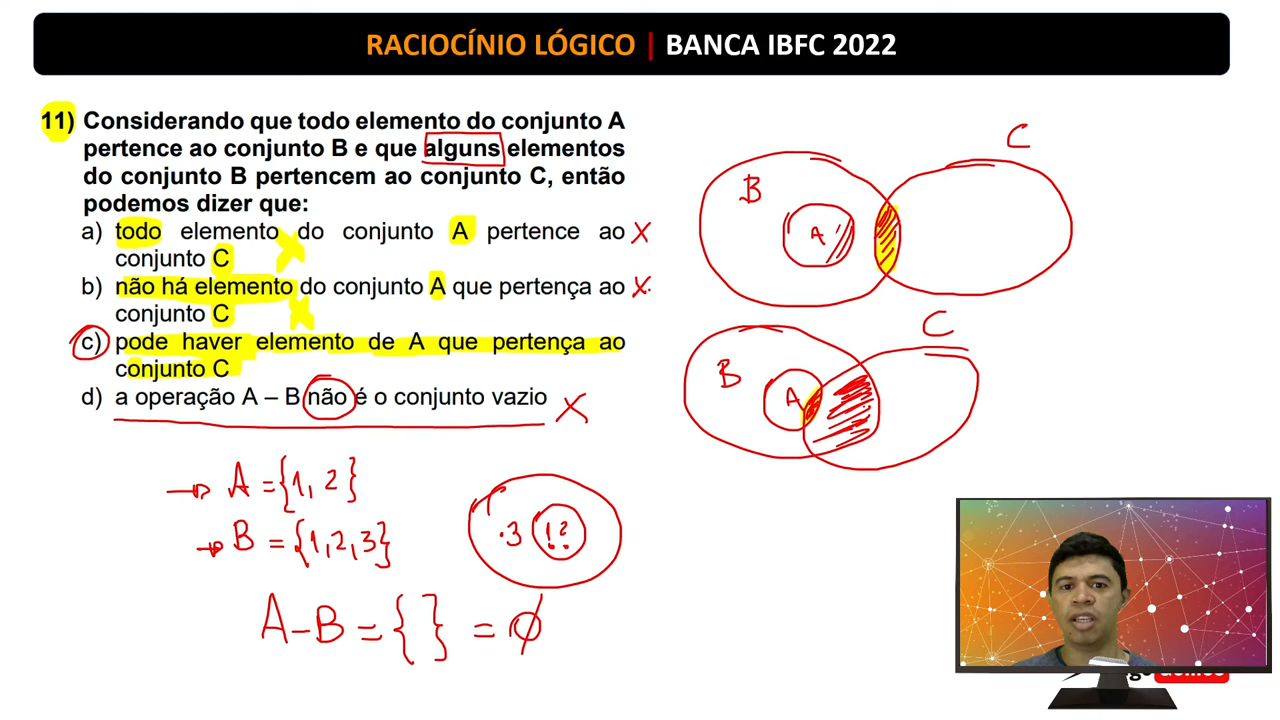 RACIOCÍNIO LÓGICO | BANCA IBFC 2022
11) Considerando que todo elemento do conjunto A
pertence ao conjunto B e que alguns elementos
do conjunto B pertencem ao conjunto C, então
podemos dizer que:
a) todo elemento do conjunto A pertence ao X
conjunto C X
b) não há elemento do conjunto A que pertença ao X
conjunto C X
c) pode haver elemento de A que pertença ao
conjunto C
d) a operação A – B não é o conjunto vazio X
A = {1, 2}
B = {1, 2, 3}
A – B = { } = ∅
.3 1 2
C
B
A
C
B
A